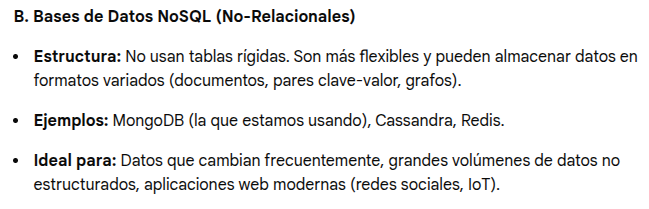 B. Bases de Datos NoSQL (No-Relacionales)
• Estructura: No usan tablas rígidas. Son más flexibles y pueden almacenar datos en
formatos variados (documentos, pares clave-valor, grafos).
• Ejemplos: MongoDB (la que estamos usando), Cassandra, Redis.
• Ideal para: Datos que cambian frecuentemente, grandes volúmenes de datos no
estructurados, aplicaciones web modernas (redes sociales, IoT).